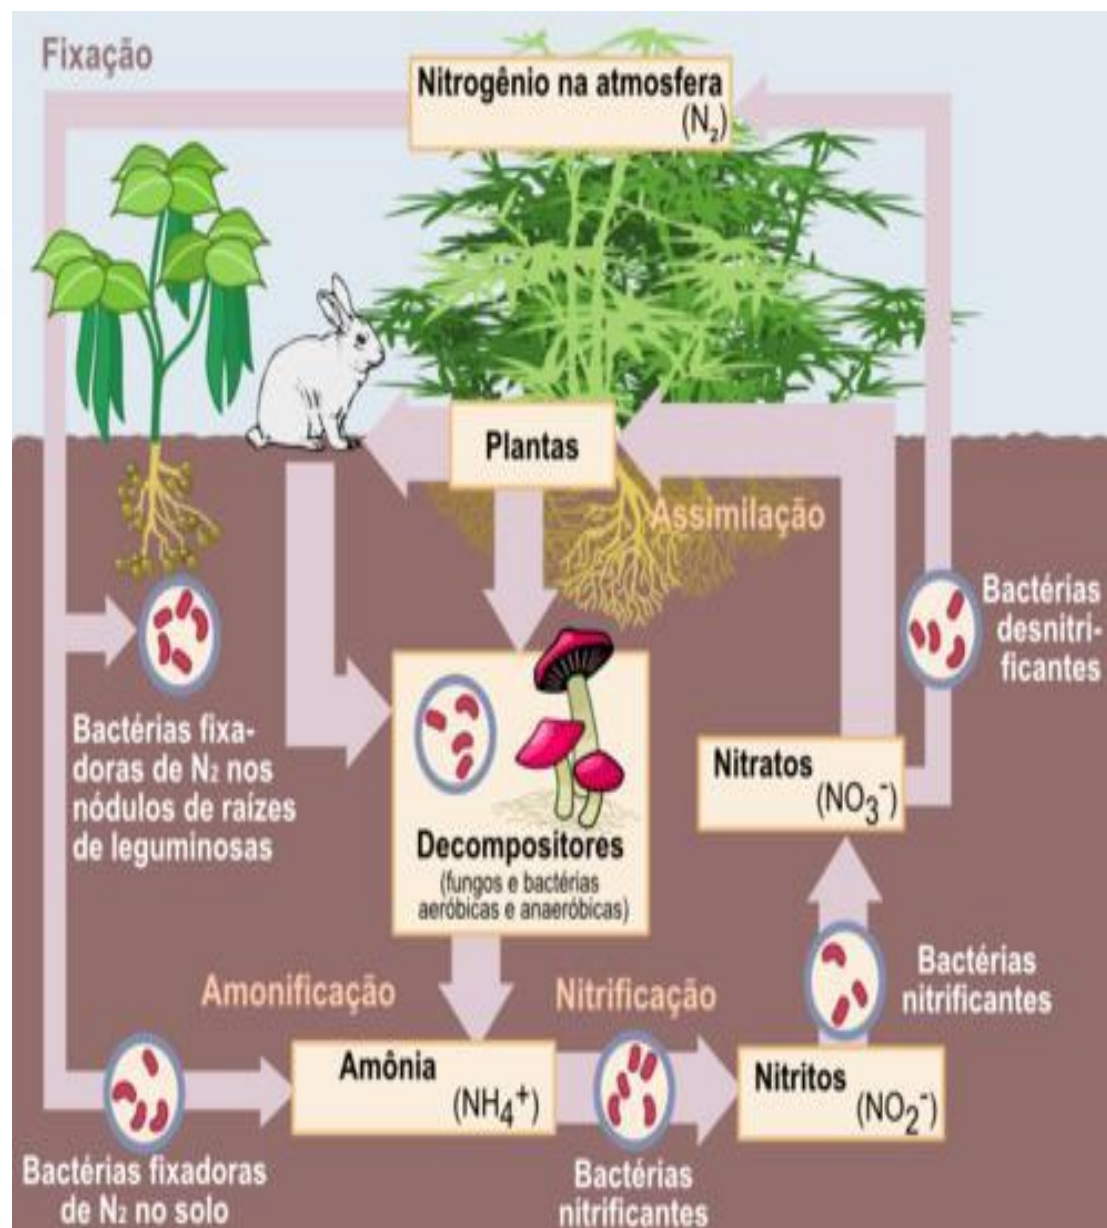 Fixação
Nitrogênio na atmosfera
(N₂)
Plantas
Assimilação
Bactérias
desnitri-
ficantes
Bactérias fixa-
doras de N₂ nos
nódulos de raízes
de leguminosas
Nitratos
(NO₃⁻)
Decompositores
(fungos e bactérias
aeróbicas e anaeróbicas)
Bactérias
nitrificantes
Amonificação
Nitrificação
Amônia
(NH₄⁺)
Nitritos
(NO₂⁻)
Bactérias fixadoras
de N₂ no solo
Bactérias
nitrificantes